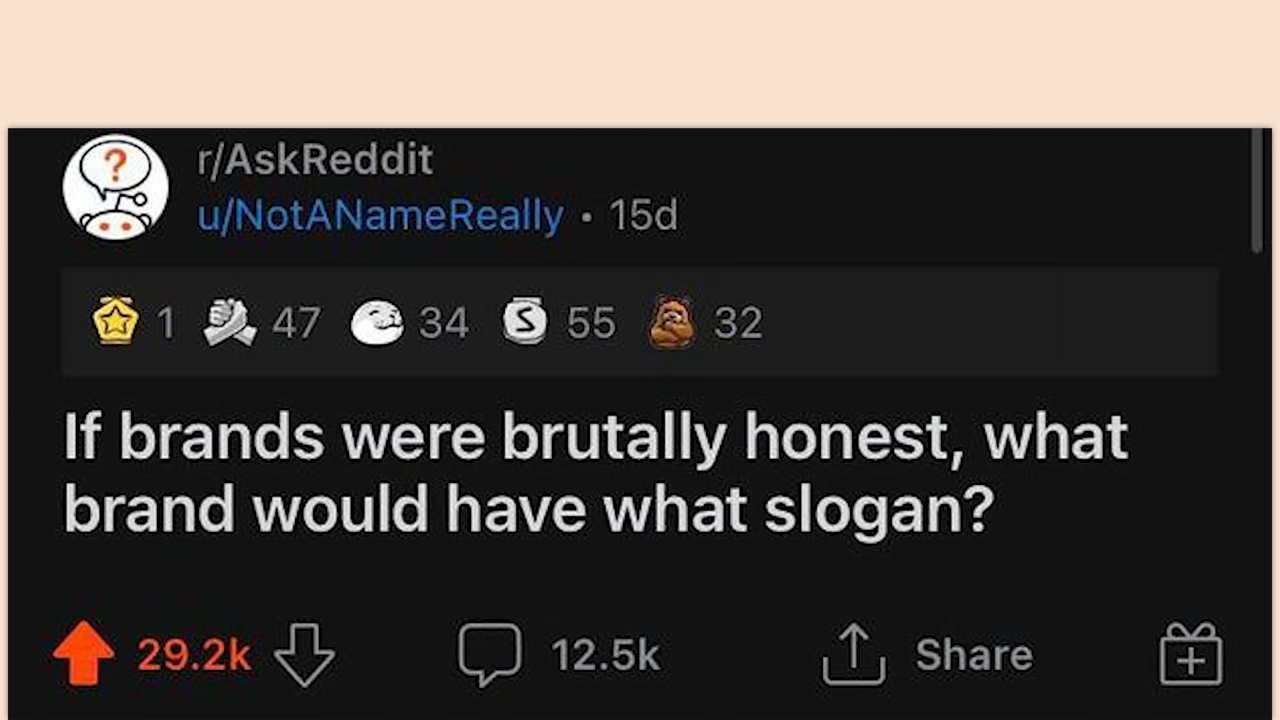 r/AskReddit
u/NotANameReally • 15d
1 47 34 S 55 32
If brands were brutally honest, what
brand would have what slogan?
29.2k 12.5k Share